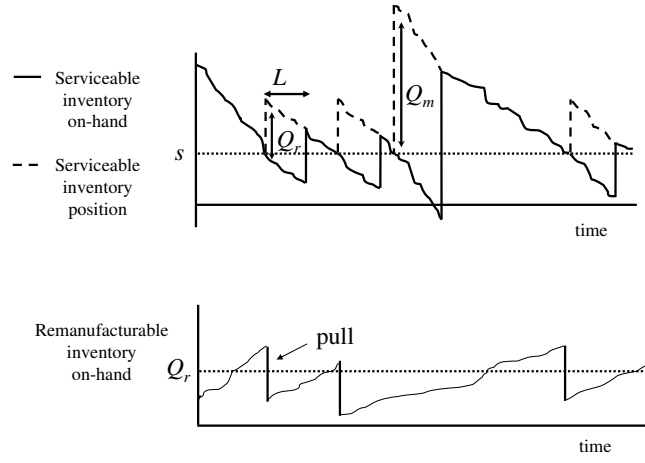 Serviceable
inventory
on-hand
Serviceable
inventory
position
L
Q_r
Q_m
s
time
Remanufacturable
inventory
on-hand
pull
Q_r
time